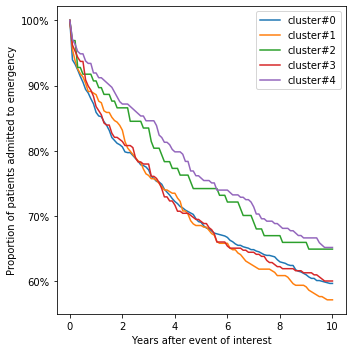 100%
90%
80%
70%
60%
Proportion of patients admitted to emergency
cluster#0
cluster#1
cluster#2
cluster#3
cluster#4
0 2 4 6 8 10
Years after event of interest